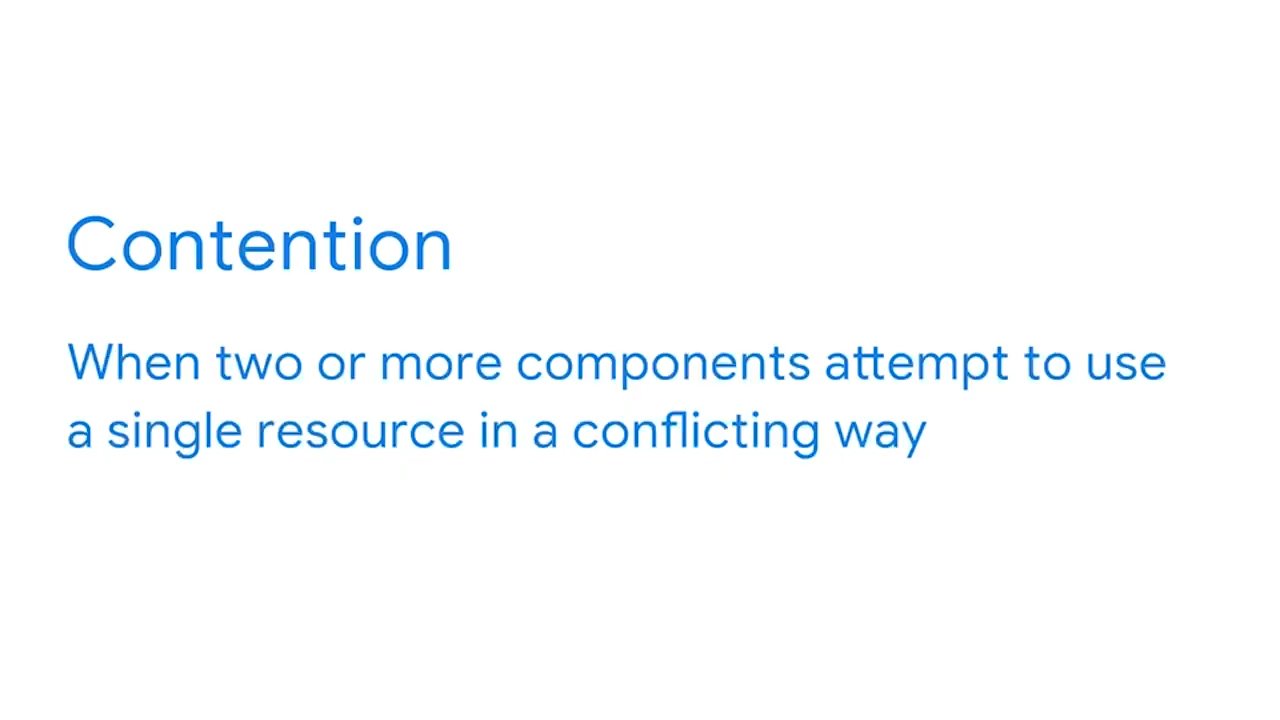 Contention
When two or more components attempt to use
a single resource in a conflicting way